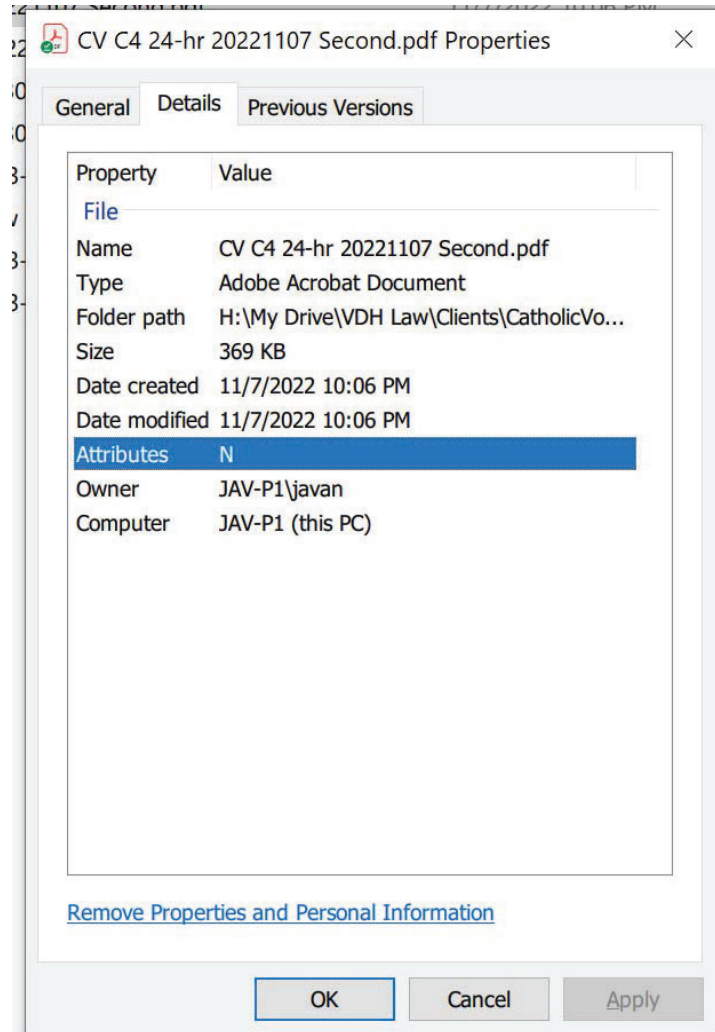 CV C4 24-hr 20221107 Second.pdf Properties
General Details Previous Versions
Property Value
File
Name CV C4 24-hr 20221107 Second.pdf
Type Adobe Acrobat Document
Folder path H:\My Drive\VDH Law\Clients\CatholicVo...
Size 369 KB
Date created 11/7/2022 10:06 PM
Date modified 11/7/2022 10:06 PM
Attributes N
Owner JAV-P1\javan
Computer JAV-P1 (this PC)
Remove Properties and Personal Information
OK Cancel Apply